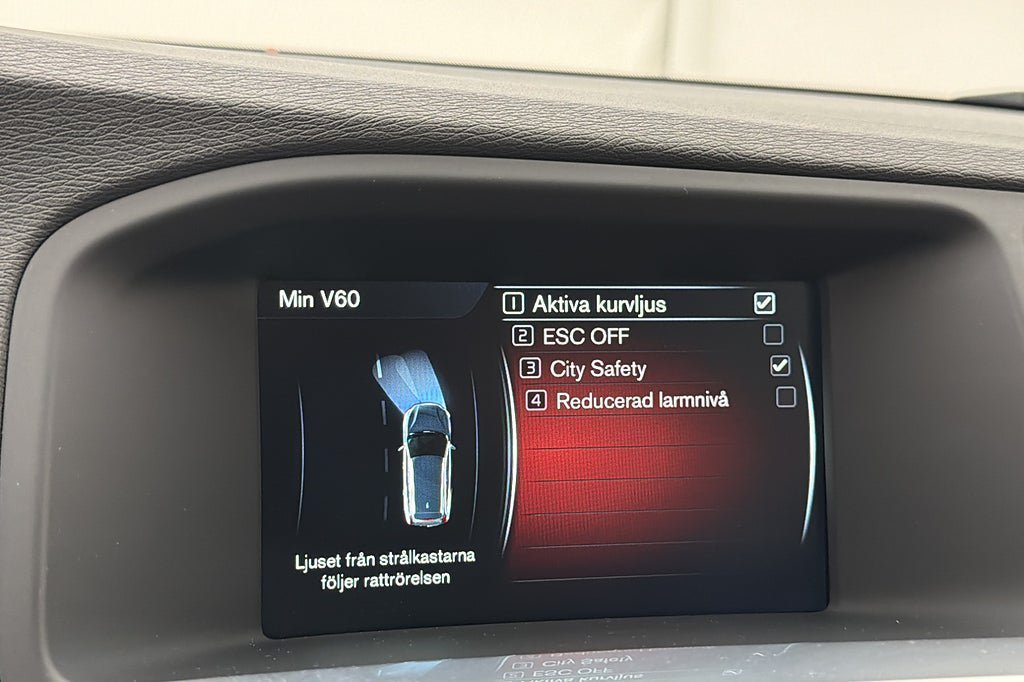 Min V60
1 Aktiva kurvljus
2 ESC OFF
3 City Safety
4 Reducerad larmnivå
Ljuset från strålkastarna
följer rattrörelsen